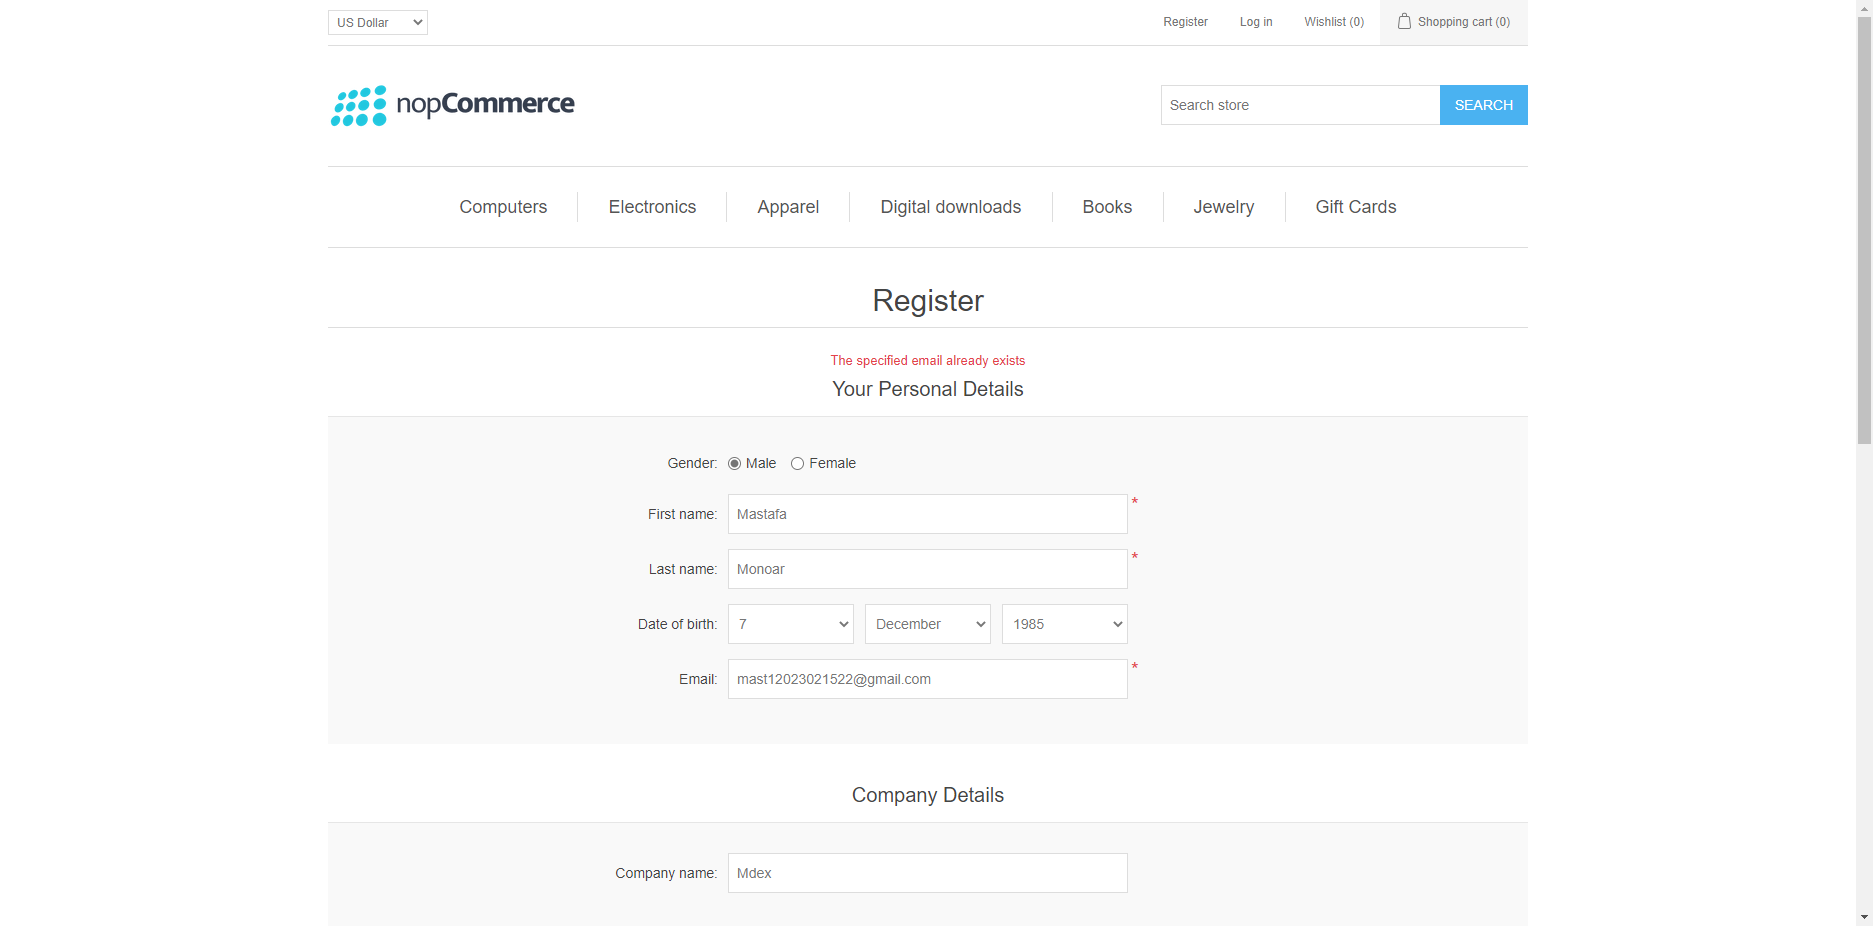 US Dollar
Register
Log in
Wishlist (0)
Shopping cart (0)
nopCommerce
Search store
SEARCH
Computers
Electronics
Apparel
Digital downloads
Books
Jewelry
Gift Cards
Register
The specified email already exists
Your Personal Details
Gender: Male Female
First name: Mastafa *
Last name: Monoar *
Date of birth: 7 December 1985
Email: mast12023021522@gmail.com *
Company Details
Company name: Mdex